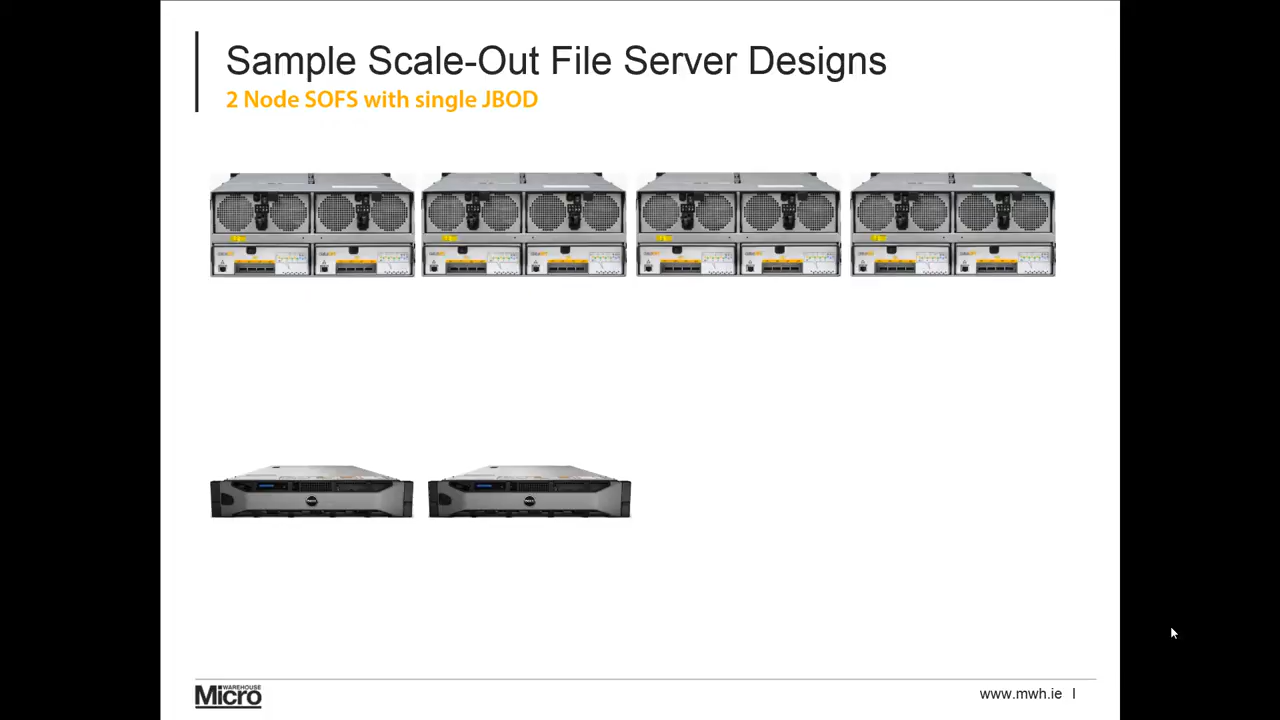 Sample Scale-Out File Server Designs
2 Node SOFS with single JBOD
WAREHOUSE
Micro
www.mwh.ie I